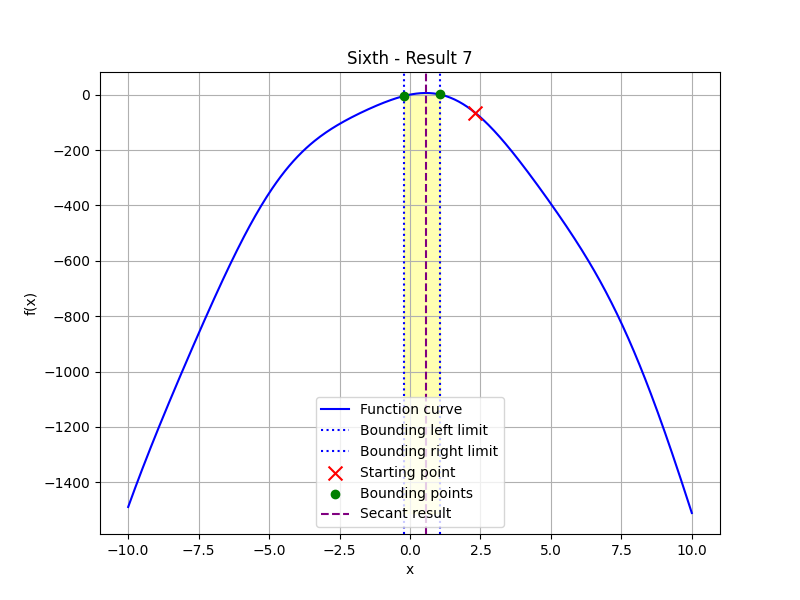 Sixth - Result 7
f(x)
0
−200
−400
−600
−800
−1000
−1200
−1400
Function curve
Bounding left limit
Bounding right limit
Starting point
Bounding points
Secant result
−10.0 −7.5 −5.0 −2.5 0.0 2.5 5.0 7.5 10.0
x